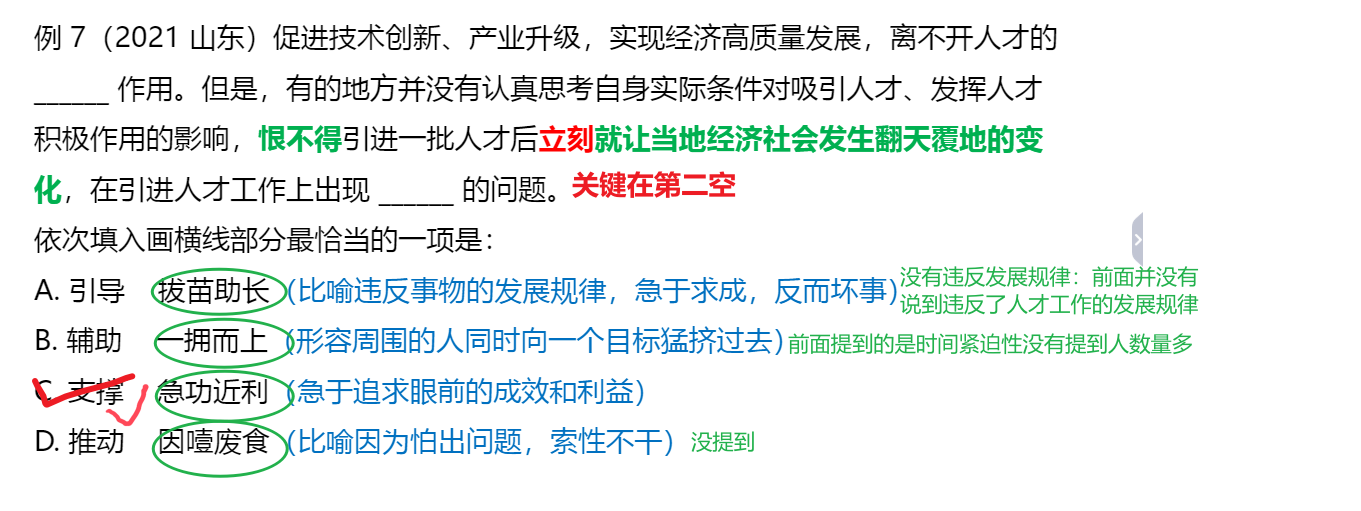 例 7（2021 山东）促进技术创新、产业升级，实现经济高质量发展，离不开人才的
______ 作用。但是，有的地方并没有认真思考自身实际条件对吸引人才、发挥人才
积极作用的影响，恨不得引进一批人才后立刻就让当地经济社会发生翻天覆地的变
化，在引进人才工作上出现 ______ 的问题。关键在第二空
依次填入画横线部分最恰当的一项是：
A. 引导 拔苗助长 (比喻违反事物的发展规律，急于求成，反而坏事)
没有违反发展规律：前面并没有
说到违反了人才工作的发展规律
B. 辅助 一拥而上 (形容周围的人同时向一个目标猛挤过去) 前面提到的是时间紧迫性没有提到人数量多
C. 支撑 急功近利 (急于追求眼前的成效和利益)
D. 推动 因噎废食 (比喻因为怕出问题，索性不干) 没提到